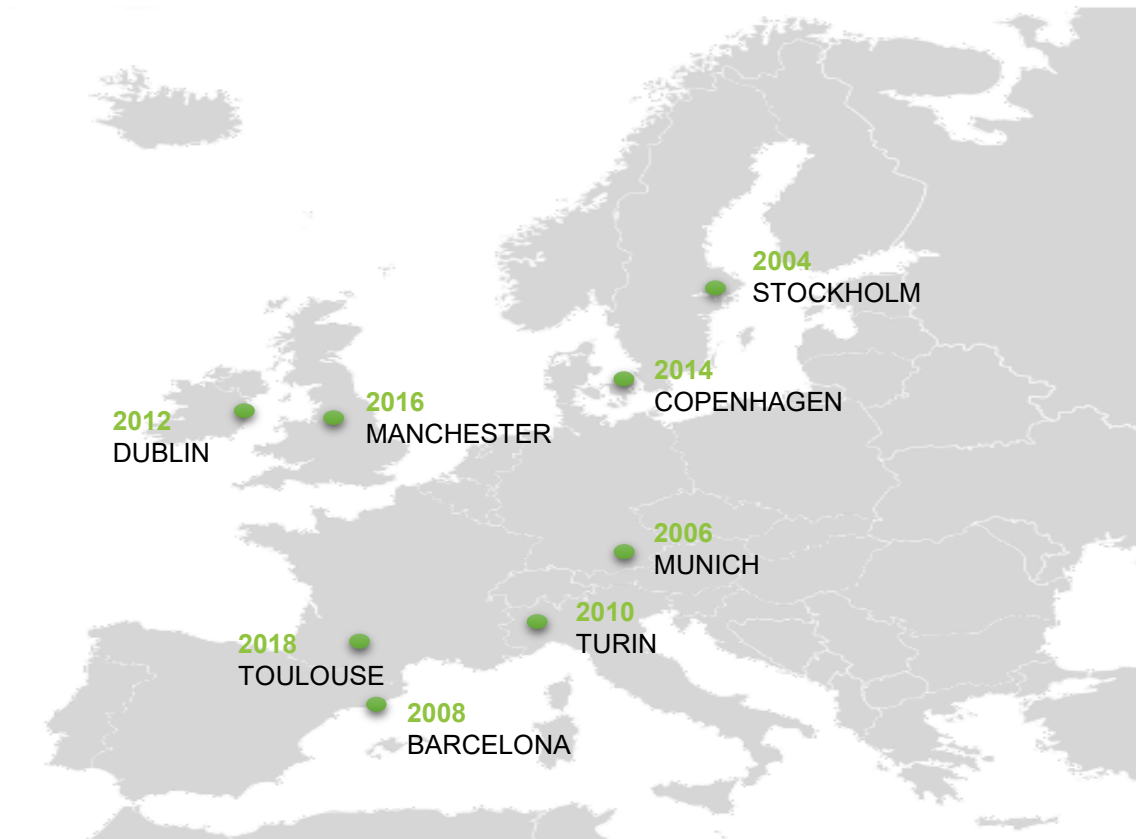 2004
STOCKHOLM
2014
COPENHAGEN
2016
MANCHESTER
2012
DUBLIN
2006
MUNICH
2010
TURIN
2018
TOULOUSE
2008
BARCELONA